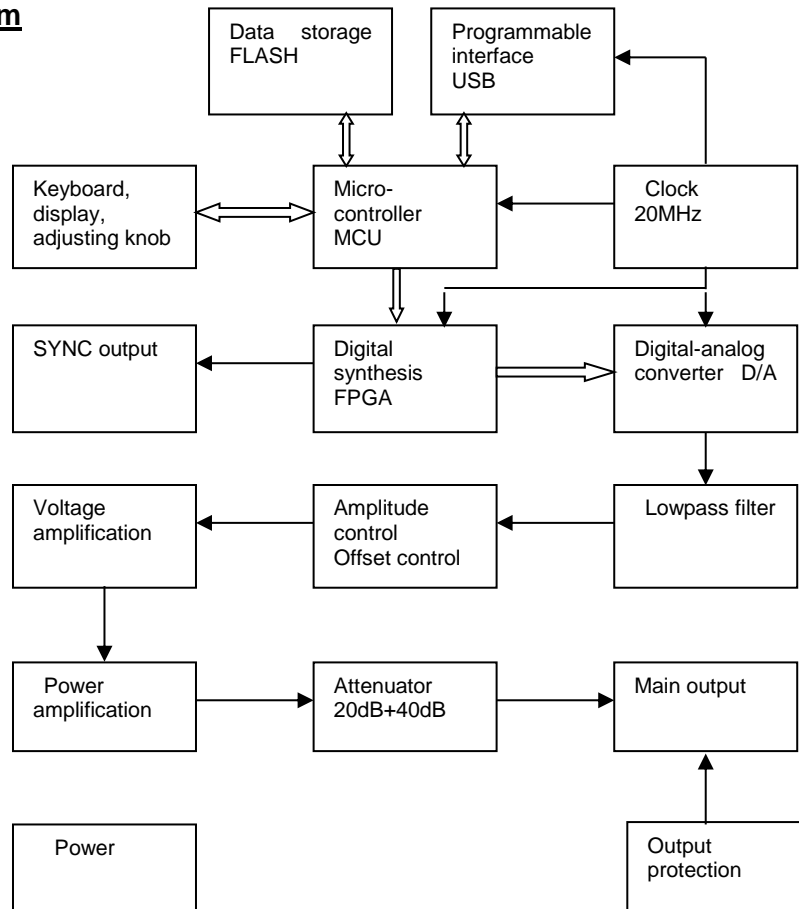 m
Data storage
FLASH
Programmable
interface
USB
Keyboard,
display,
adjusting knob
Micro-
controller
MCU
Clock
20MHz
SYNC output
Digital
synthesis
FPGA
Digital-analog
converter D/A
Voltage
amplification
Amplitude
control
Offset control
Lowpass filter
Power
amplification
Attenuator
20dB+40dB
Main output
Power
Output
protection